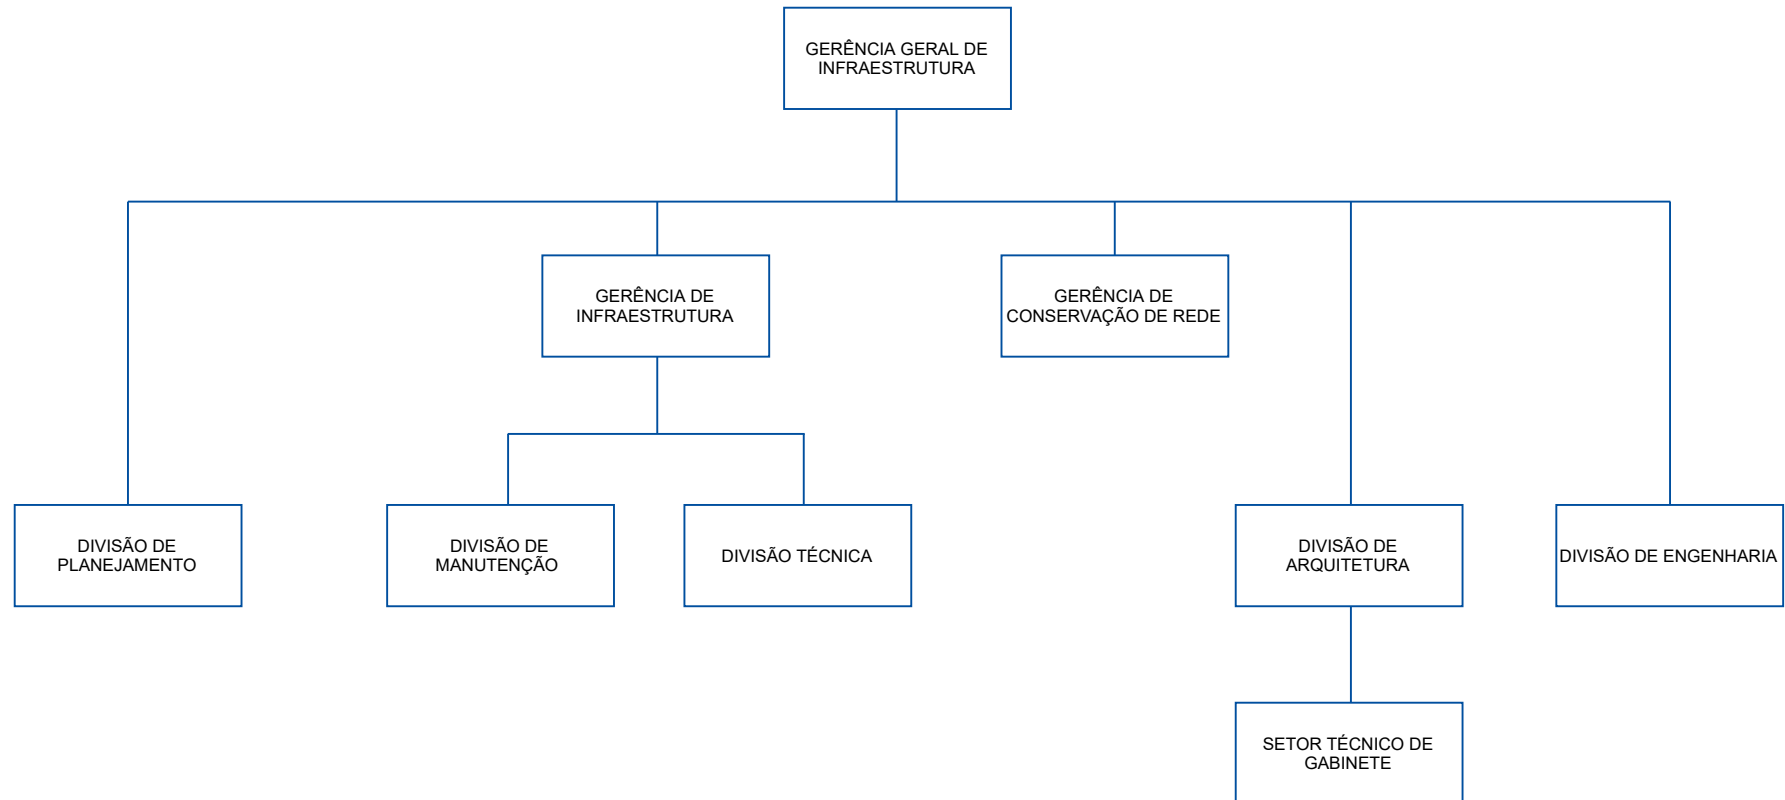 GERÊNCIA GERAL DE
INFRAESTRUTURA
GERÊNCIA DE
INFRAESTRUTURA
GERÊNCIA DE
CONSERVAÇÃO DE REDE
DIVISÃO DE
PLANEJAMENTO
DIVISÃO DE
MANUTENÇÃO
DIVISÃO TÉCNICA
DIVISÃO DE
ARQUITETURA
DIVISÃO DE ENGENHARIA
SETOR TÉCNICO DE
GABINETE